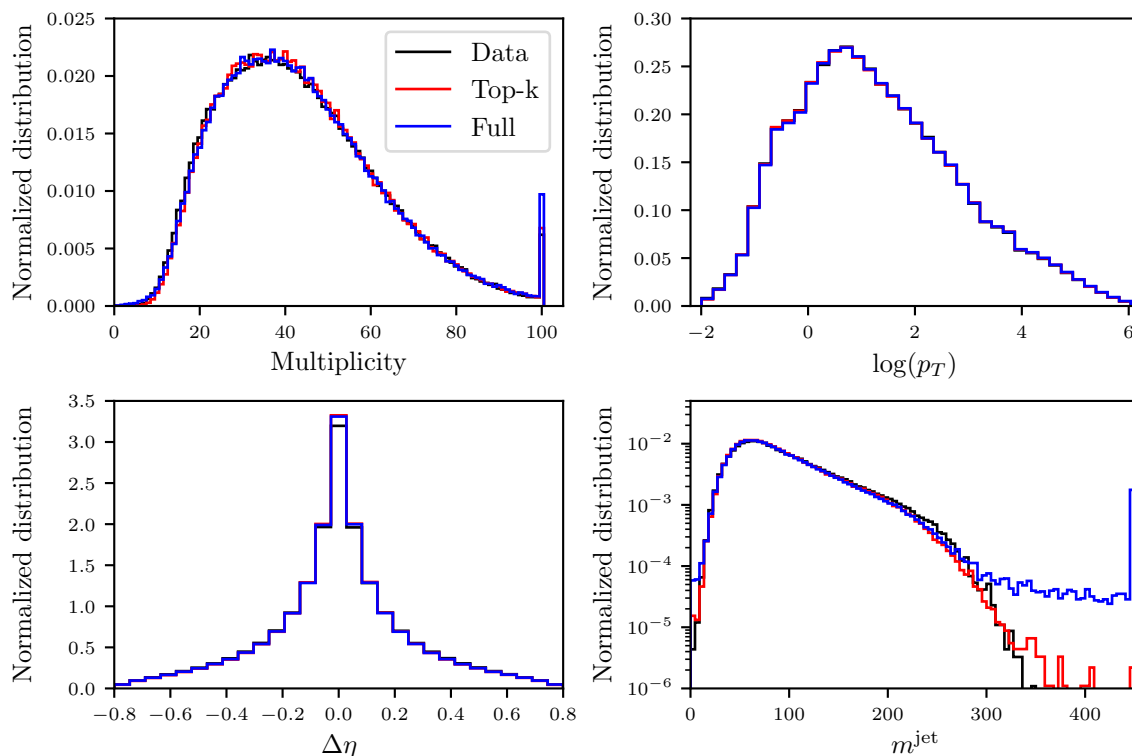 Normalized distribution
0.025
0.020
0.015
0.010
0.005
0.000
0 20 40 60 80 100
Multiplicity
Data
Top-k
Full
Normalized distribution
0.30
0.25
0.20
0.15
0.10
0.05
0.00
−2 0 2 4 6
log(p_T)
Normalized distribution
3.5
3.0
2.5
2.0
1.5
1.0
0.5
0.0
−0.8 −0.6 −0.4 −0.2 0.0 0.2 0.4 0.6 0.8
Δη
Normalized distribution
10⁻²
10⁻³
10⁻⁴
10⁻⁵
10⁻⁶
0 100 200 300 400
m^jet